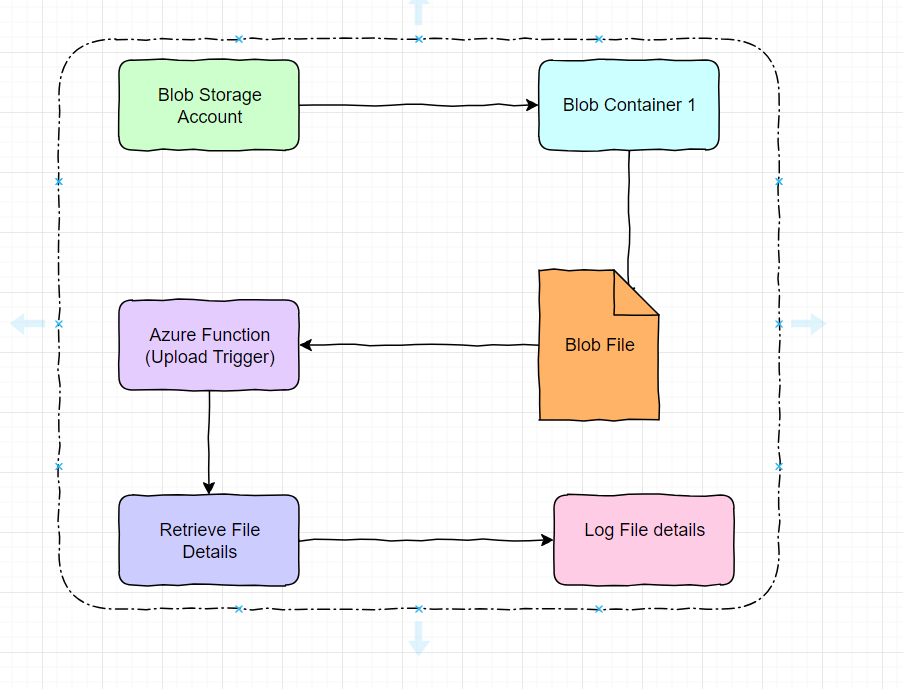 Blob Storage
Account
Blob Container 1
Azure Function
(Upload Trigger)
Blob File
Retrieve File
Details
Log File details